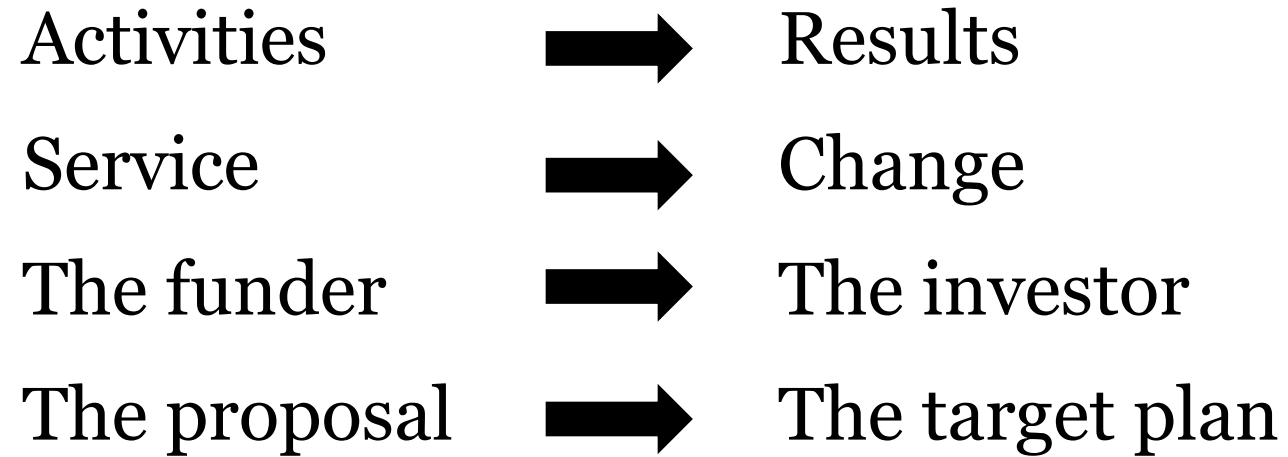 Activities Results
Service Change
The funder The investor
The proposal The target plan